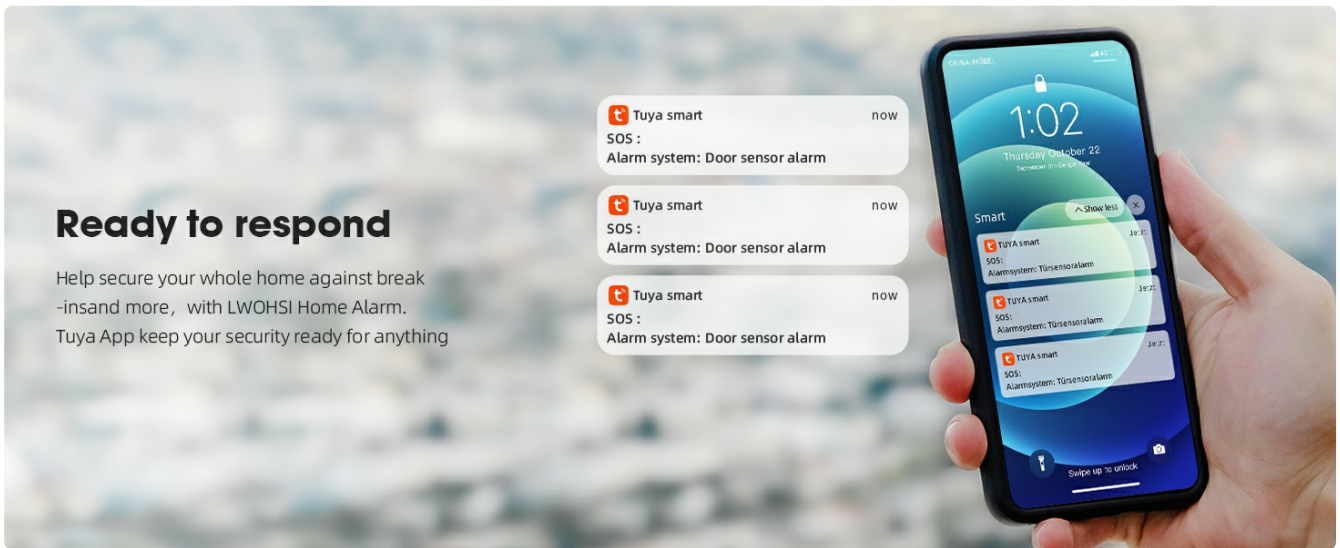 Ready to respond
Help secure your whole home against break
-insand more, with LWOHSI Home Alarm.
Tuya App keep your security ready for anything
Tuya smart now
SOS :
Alarm system: Door sensor alarm
Tuya smart now
SOS :
Alarm system: Door sensor alarm
Tuya smart now
SOS :
Alarm system: Door sensor alarm
CHINA-MOBEL 4G
1:02
Thursday October 22
Smart Show less
TUYA smart Jetzt
SOS:
Alarmsystem: Türsensoralarm
TUYA smart Jetzt
SOS:
Alarmsystem: Türsensoralarm
TUYA smart Jetzt
SOS:
Alarmsystem: Türsensoralarm
Swipe up to unlock